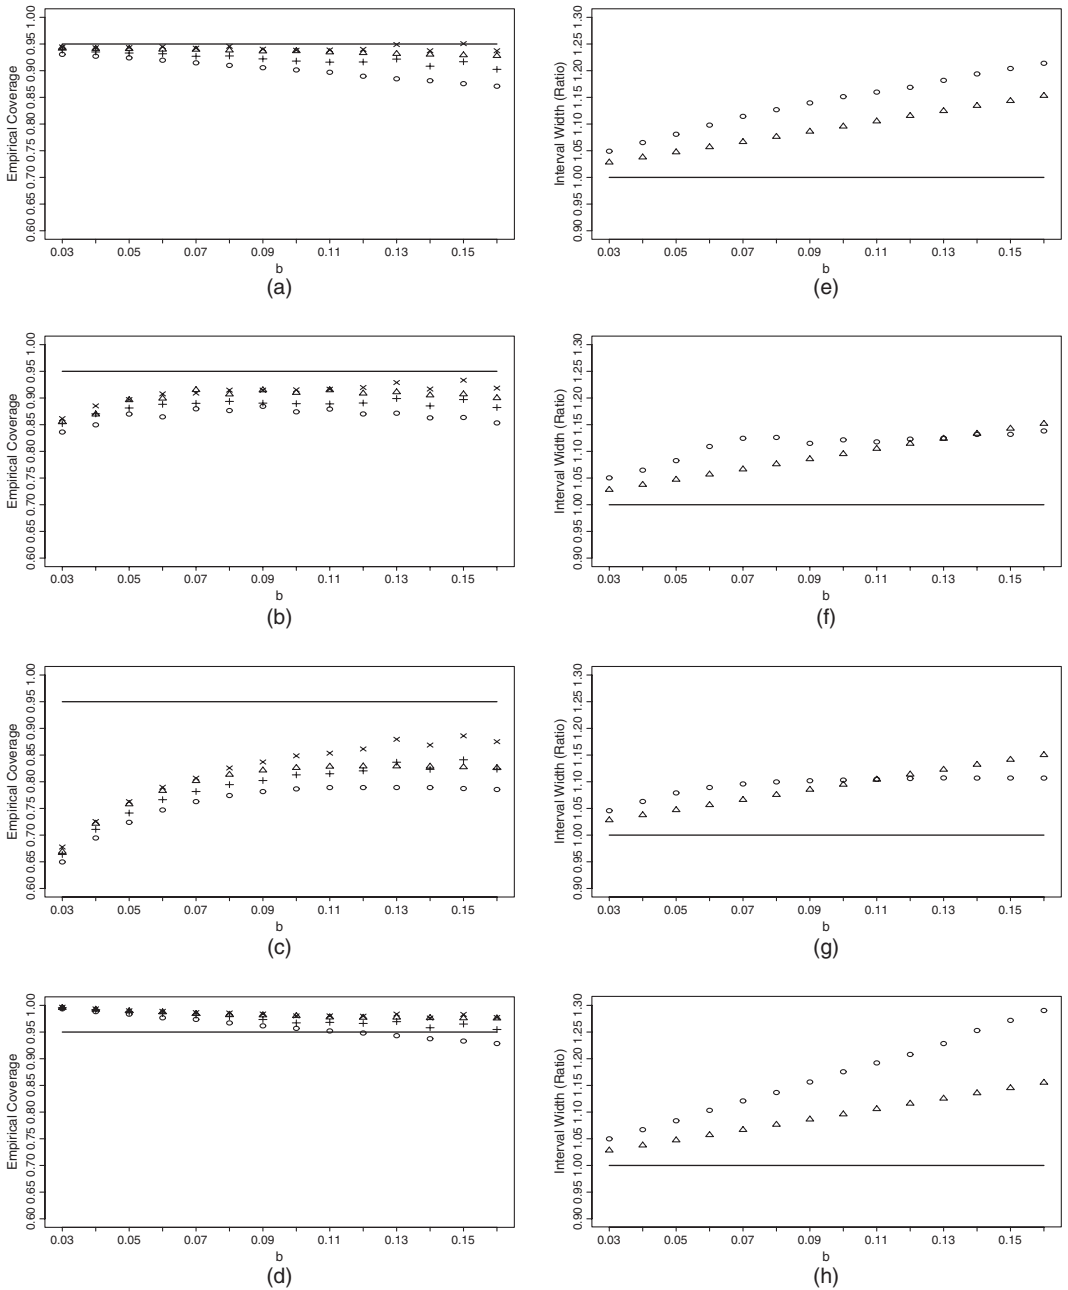 Empirical Coverage
0.60 0.65 0.70 0.75 0.80 0.85 0.90 0.95 1.00
0.03 0.05 0.07 0.09 0.11 0.13 0.15
b
(a)
Interval Width (Ratio)
0.90 0.95 1.00 1.05 1.10 1.15 1.20 1.25 1.30
0.03 0.05 0.07 0.09 0.11 0.13 0.15
b
(e)
Empirical Coverage
0.60 0.65 0.70 0.75 0.80 0.85 0.90 0.95 1.00
0.03 0.05 0.07 0.09 0.11 0.13 0.15
b
(b)
Interval Width (Ratio)
0.90 0.95 1.00 1.05 1.10 1.15 1.20 1.25 1.30
0.03 0.05 0.07 0.09 0.11 0.13 0.15
b
(f)
Empirical Coverage
0.60 0.65 0.70 0.75 0.80 0.85 0.90 0.95 1.00
0.03 0.05 0.07 0.09 0.11 0.13 0.15
b
(c)
Interval Width (Ratio)
0.90 0.95 1.00 1.05 1.10 1.15 1.20 1.25 1.30
0.03 0.05 0.07 0.09 0.11 0.13 0.15
b
(g)
Empirical Coverage
0.60 0.65 0.70 0.75 0.80 0.85 0.90 0.95 1.00
0.03 0.05 0.07 0.09 0.11 0.13 0.15
b
(d)
Interval Width (Ratio)
0.90 0.95 1.00 1.05 1.10 1.15 1.20 1.25 1.30
0.03 0.05 0.07 0.09 0.11 0.13 0.15
b
(h)